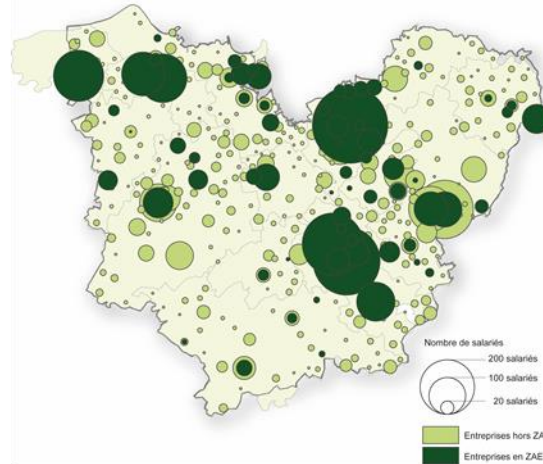 Nombre de salariés
200 salariés
100 salariés
20 salariés
Entreprises hors ZA
Entreprises en ZAE